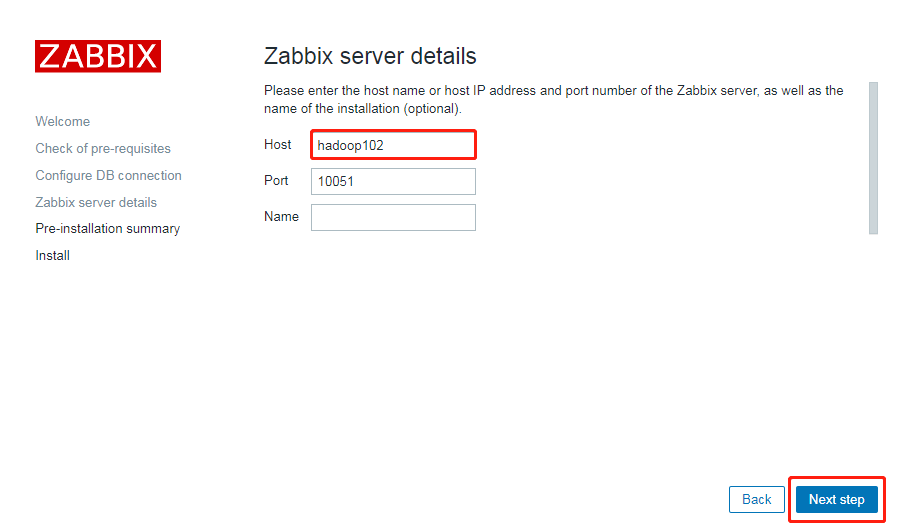 ZABBIX
Welcome
Check of pre-requisites
Configure DB connection
Zabbix server details
Pre-installation summary
Install
Zabbix server details
Please enter the host name or host IP address and port number of the Zabbix server, as well as the
name of the installation (optional).
Host hadoop102
Port 10051
Name
Back Next step